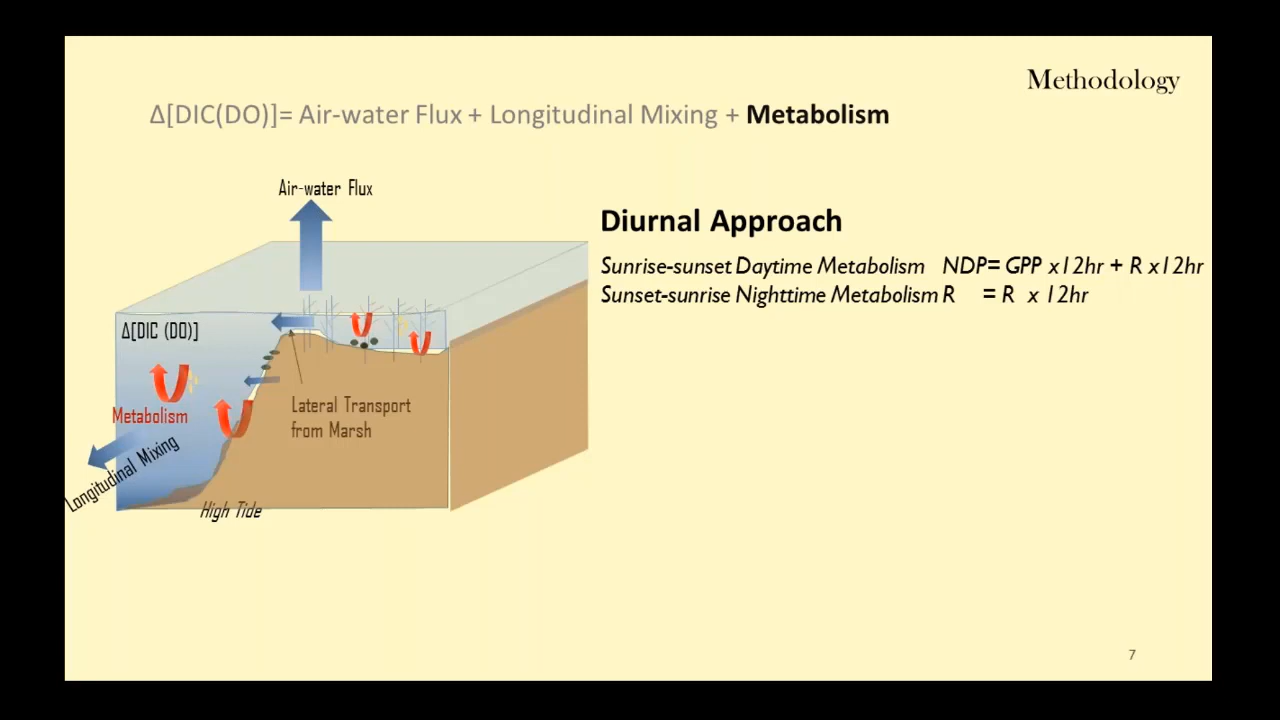 Methodology
Δ[DIC(DO)]= Air-water Flux + Longitudinal Mixing + Metabolism
Air-water Flux
Diurnal Approach
Sunrise-sunset Daytime Metabolism NDP= GPP x12hr + R x12hr
Sunset-sunrise Nighttime Metabolism R = R x 12hr
Δ[DIC (DO)]
Metabolism
Lateral Transport
from Marsh
Longitudinal Mixing
High Tide
7